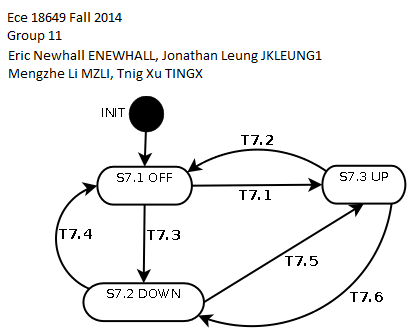 Ece 18649 Fall 2014
Group 11
Eric Newhall ENEWHALL, Jonathan Leung JKLEUNG1
Mengzhe Li MZLI, Tnig Xu TINGX
INIT
T7.2
S7.1 OFF
S7.3 UP
T7.1
T7.4
T7.3
T7.5
S7.2 DOWN
T7.6